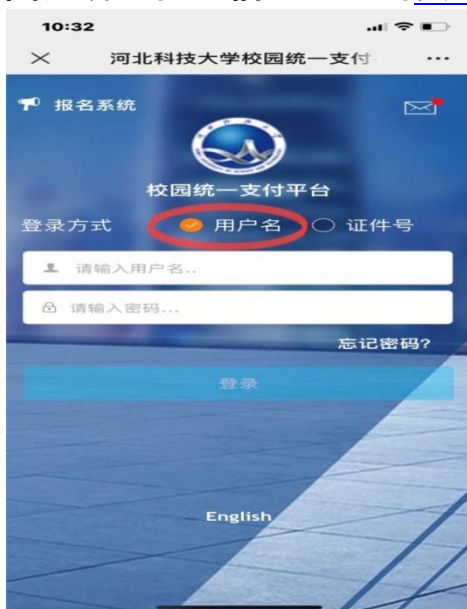 10:32
河北科技大学校园统一支付
报名系统
校园统一支付平台
登录方式 用户名 证件号
请输入用户名..
请输入密码...
忘记密码?
登录
English